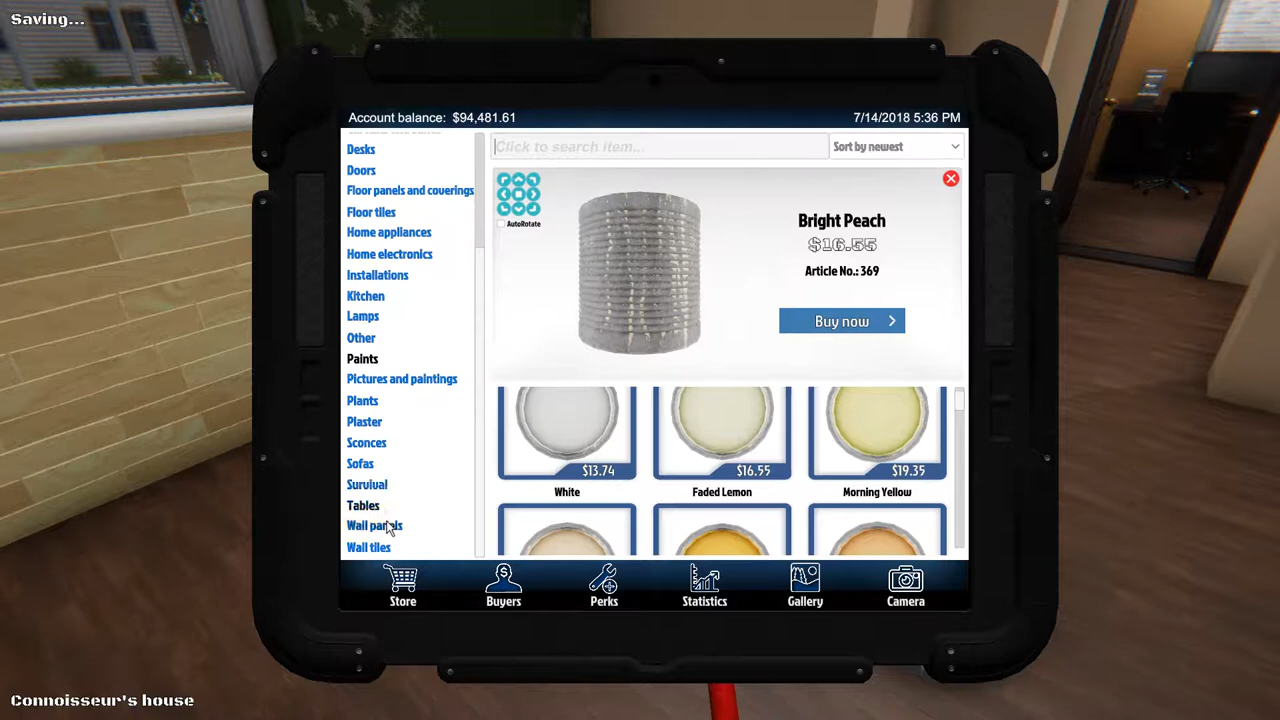 Saving...
Account balance: $94,481.61
7/14/2018 5:36 PM
Desks
Doors
Floor panels and coverings
Floor tiles
Home appliances
Home electronics
Installations
Kitchen
Lamps
Other
Paints
Pictures and paintings
Plants
Plaster
Sconces
Sofas
Survival
Tables
Wall panels
Wall tiles
Click to search item...
Sort by newest
AutoRotate
Bright Peach
$16.55
Article No.: 369
Buy now
$13.74
$16.55
$19.35
White
Faded Lemon
Morning Yellow
Store
Buyers
Perks
Statistics
Gallery
Camera
Connoisseur's house